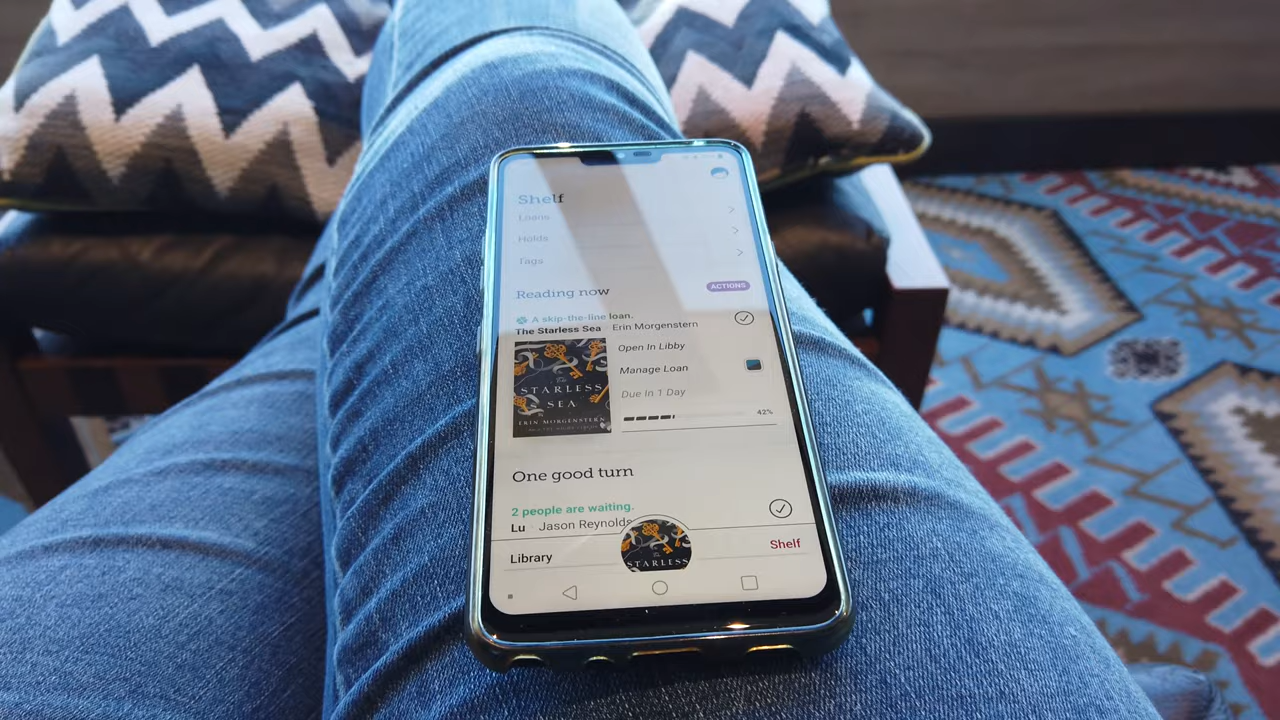 Shelf
Loans
Holds
Tags
Reading now
ACTIONS
A skip-the-line loan.
The Starless Sea Erin Morgenstern
Open In Libby
Manage Loan
Due In 1 Day
42%
The
STARLESS
SEA
ERIN MORGENSTERN
One good turn
2 people are waiting.
Lu · Jason Reynolds
Library
The
STARLESS
Shelf